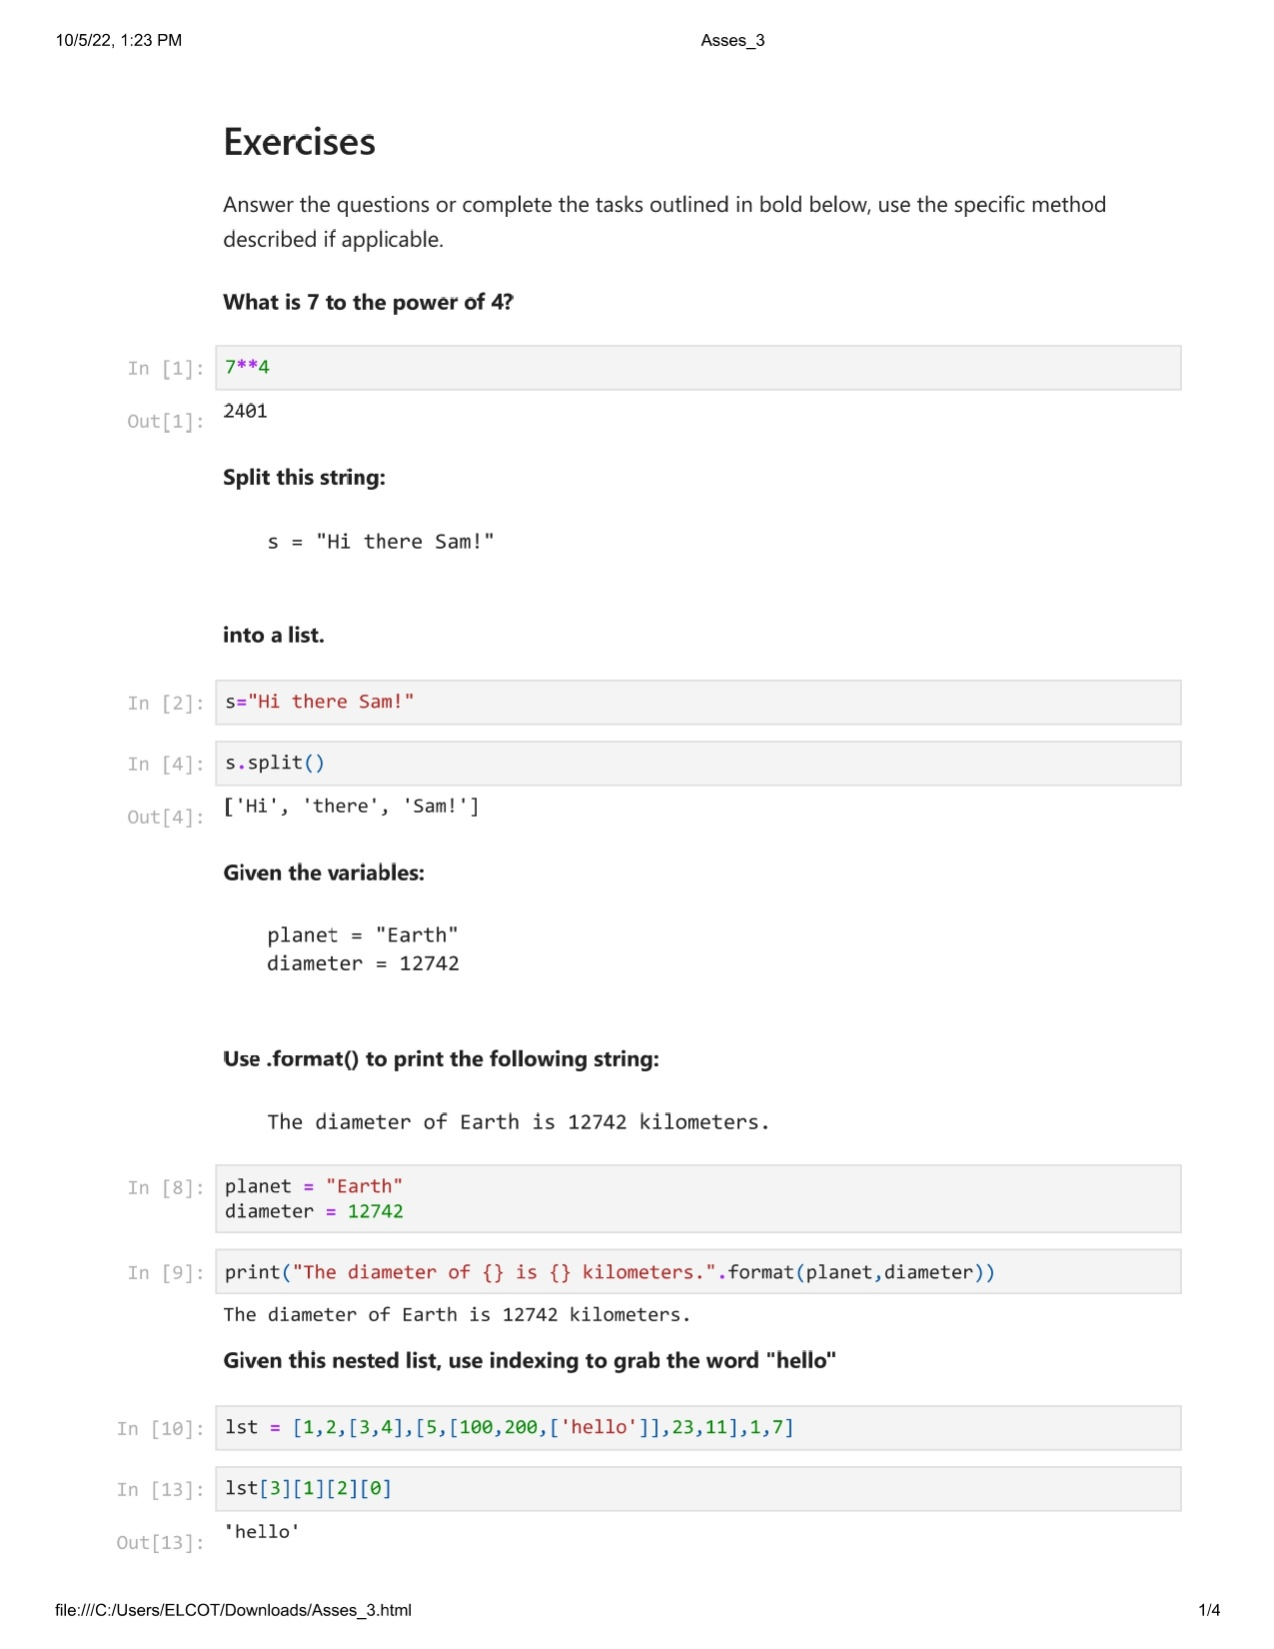 10/5/22, 1:23 PM
Asses_3
Exercises
Answer the questions or complete the tasks outlined in bold below, use the specific method
described if applicable.
What is 7 to the power of 4?
In [1]: 7**4
Out[1]: 2401
Split this string:
s = "Hi there Sam!"
into a list.
In [2]: s="Hi there Sam!"
In [4]: s.split()
Out[4]: ['Hi', 'there', 'Sam!']
Given the variables:
planet = "Earth"
diameter = 12742
Use .format() to print the following string:
The diameter of Earth is 12742 kilometers.
In [8]: planet = "Earth"
diameter = 12742
In [9]: print("The diameter of {} is {} kilometers.".format(planet,diameter))
The diameter of Earth is 12742 kilometers.
Given this nested list, use indexing to grab the word "hello"
In [10]: lst = [1,2,[3,4],[5,[100,200,['hello']],23,11],1,7]
In [13]: lst[3][1][2][0]
Out[13]: 'hello'
file:///C:/Users/ELCOT/Downloads/Asses_3.html
1/4